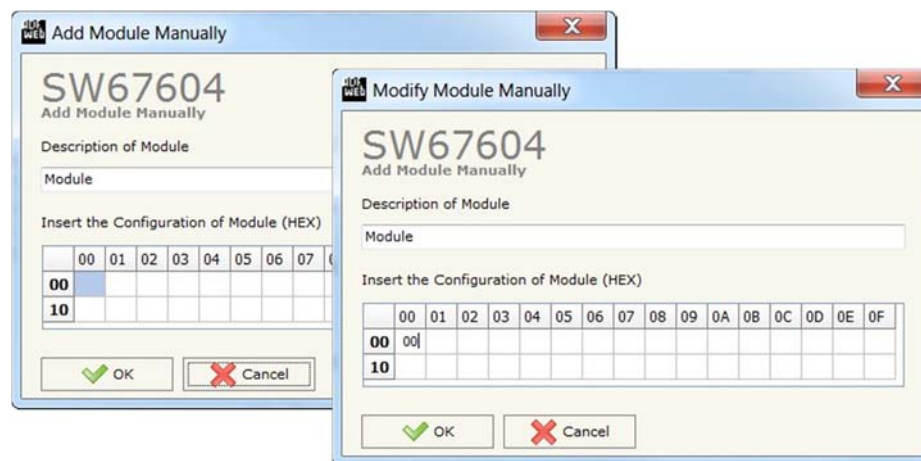 Add Module Manually
SW67604
Add Module Manually
Description of Module
Module
Insert the Configuration of Module (HEX)
00 01 02 03 04 05 06 07
00
10
OK Cancel
Modify Module Manually
SW67604
Add Module Manually
Description of Module
Module
Insert the Configuration of Module (HEX)
00 01 02 03 04 05 06 07 08 09 0A 0B 0C 0D 0E 0F
00 00
10
OK Cancel